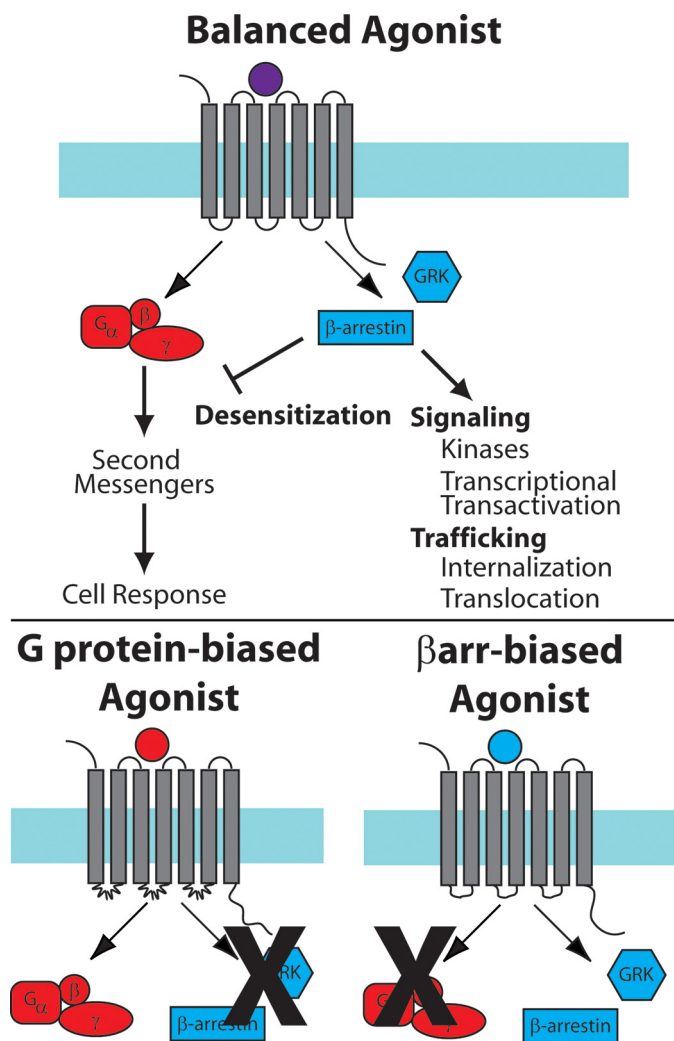 Balanced Agonist
GRK
Gα
β
γ
β-arrestin
Desensitization
Signaling
Kinases
Transcriptional
Transactivation
Trafficking
Internalization
Translocation
Second
Messengers
Cell Response
G protein-biased
Agonist
Gα
β
γ
RK
β-arrestin
βarr-biased
Agonist
G
γ
GRK
β-arrestin